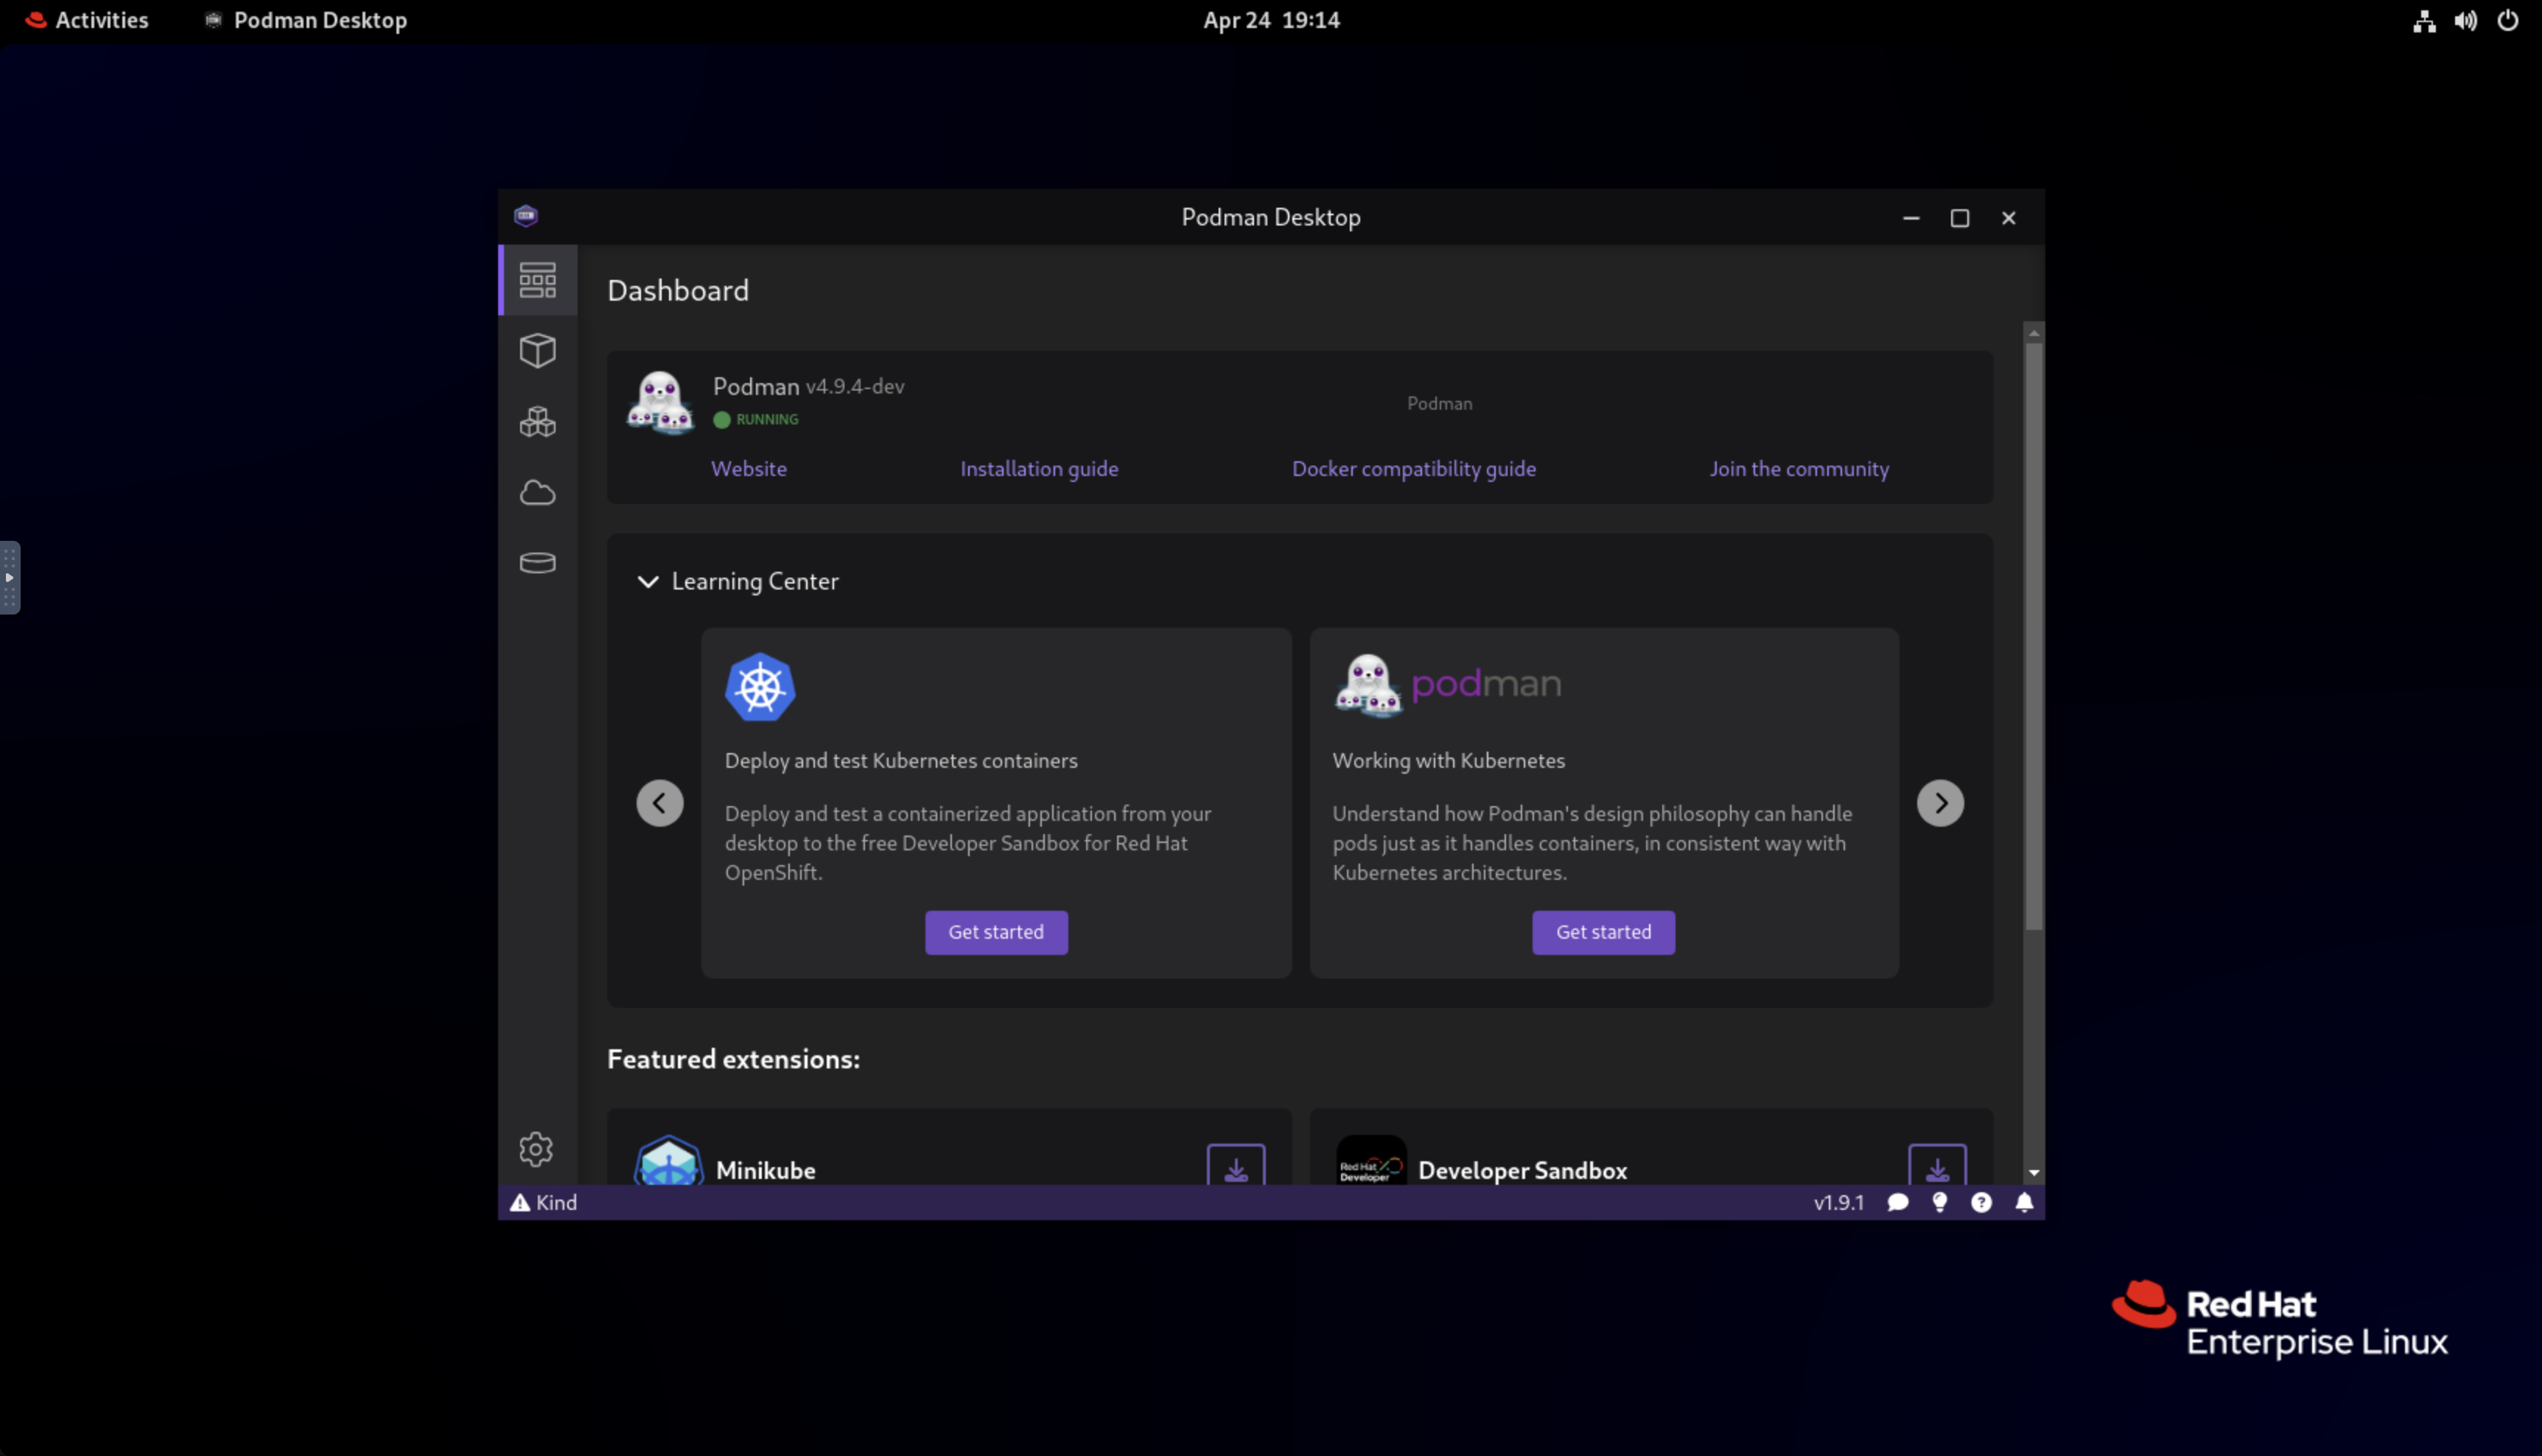 Activities
Podman Desktop
Apr 24 19:14
Podman Desktop
Dashboard
Podman v4.9.4-dev
RUNNING
Podman
Website
Installation guide
Docker compatibility guide
Join the community
Learning Center
podman
Deploy and test Kubernetes containers
Deploy and test a containerized application from your
desktop to the free Developer Sandbox for Red Hat
OpenShift.
Get started
Working with Kubernetes
Understand how Podman's design philosophy can handle
pods just as it handles containers, in consistent way with
Kubernetes architectures.
Get started
Featured extensions:
Minikube
Red Hat
Developer
Developer Sandbox
Kind
v1.9.1
Red Hat
Enterprise Linux